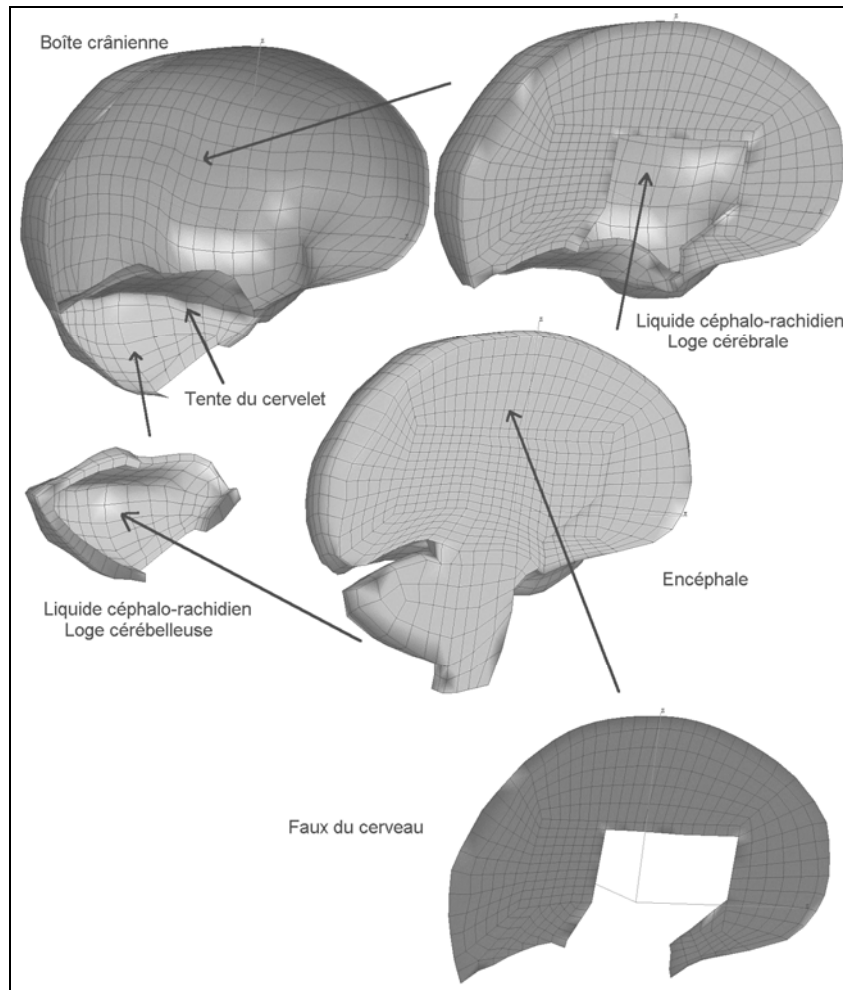 Boîte crânienne
Liquide céphalo-rachidien
Loge cérébrale
Tente du cervelet
Liquide céphalo-rachidien
Loge cérébelleuse
Encéphale
Faux du cerveau